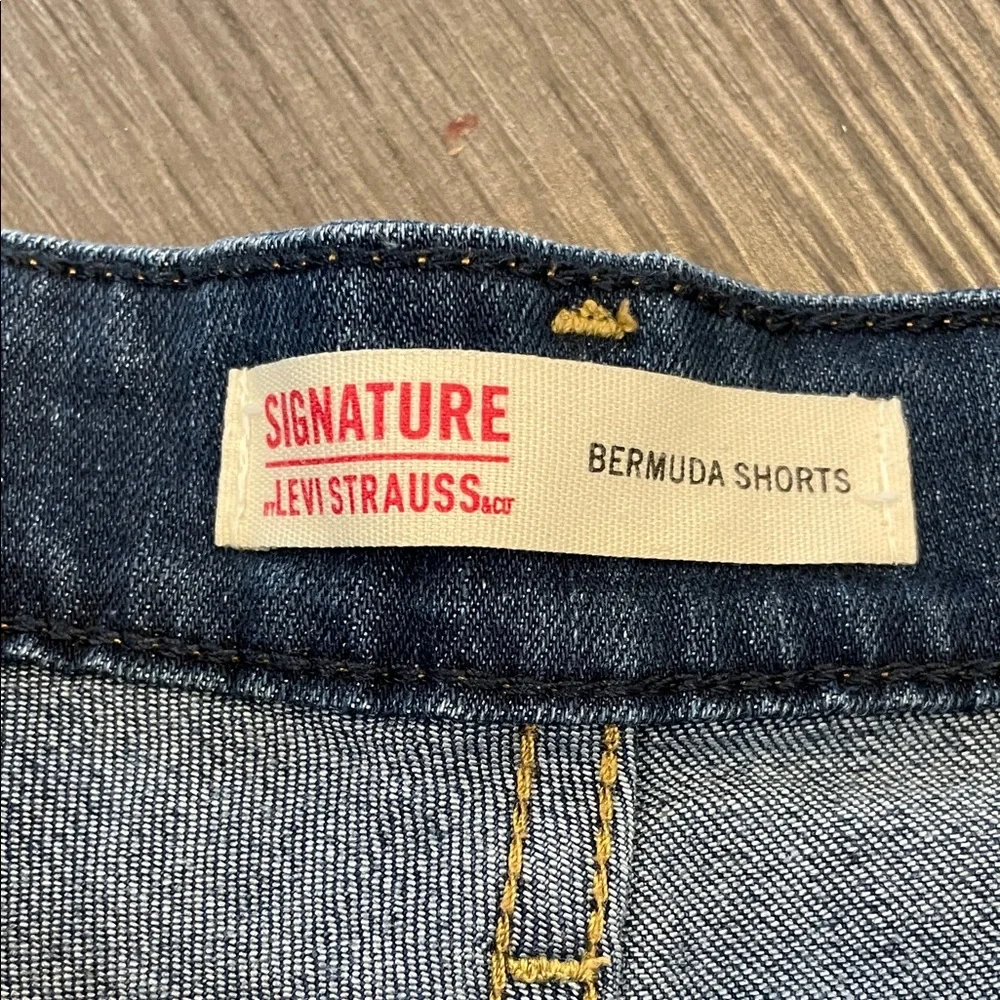 SIGNATURE
BY LEVI STRAUSS & CO
BERMUDA SHORTS